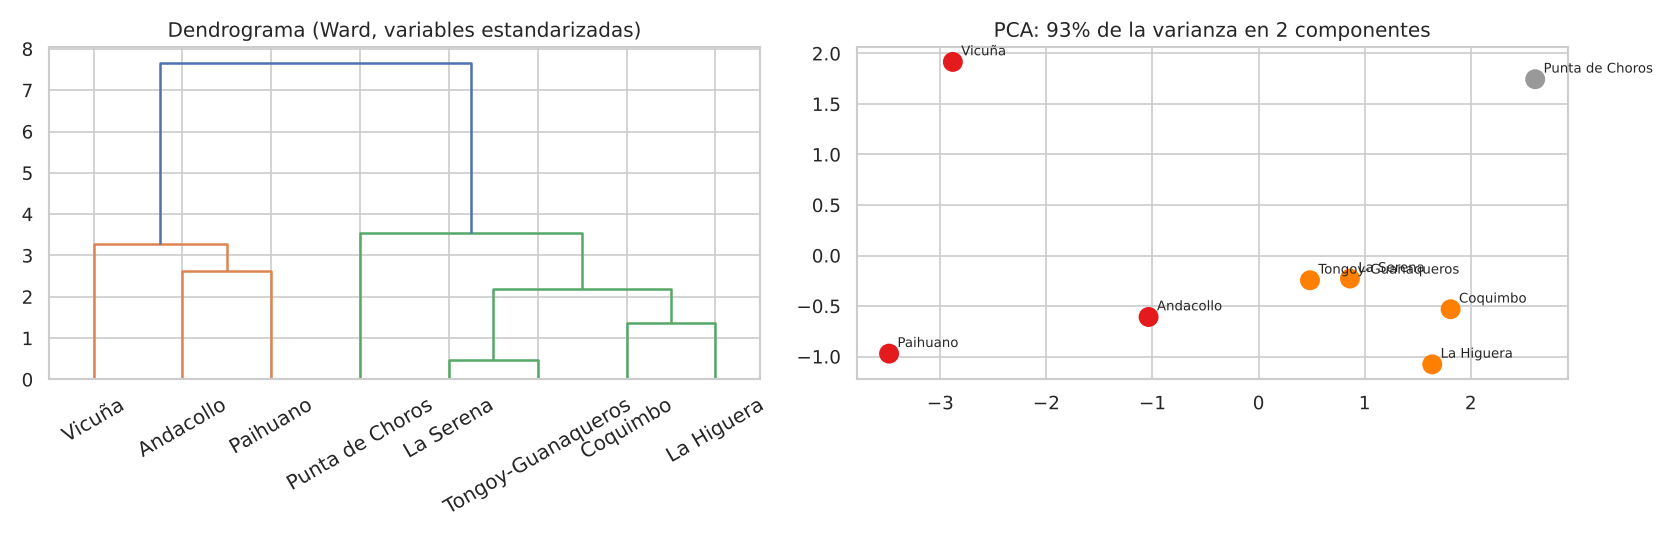 Dendrograma (Ward, variables estandarizadas)
8
7
6
5
4
3
2
1
0
Vicuña
Andacollo
Paihuano
Punta de Choros
La Serena
Tongoy-Guanaqueros
Coquimbo
La Higuera
PCA: 93% de la varianza en 2 componentes
2.0
1.5
1.0
0.5
0.0
−0.5
−1.0
−3
−2
−1
0
1
2
Vicuña
Punta de Choros
Tongoy-Guanaqueros
La Serena
Coquimbo
Andacollo
La Higuera
Paihuano